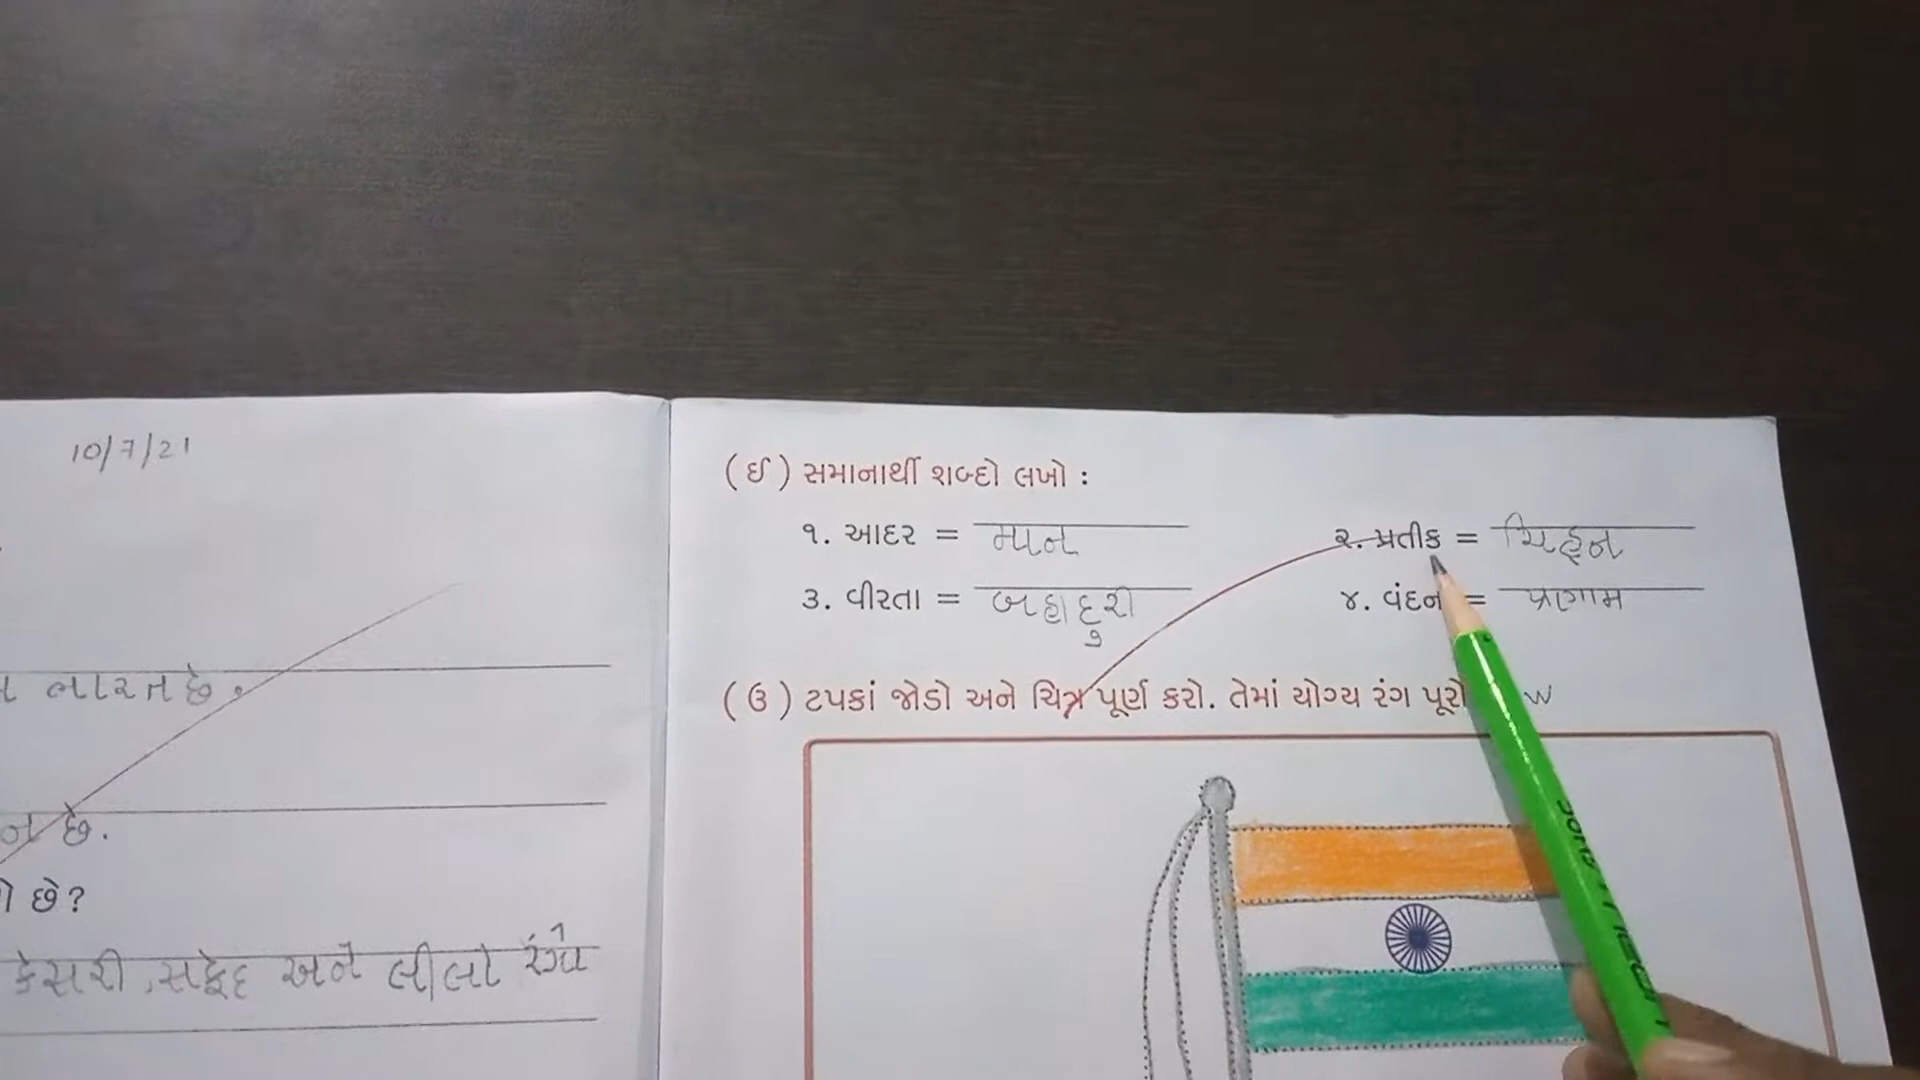 10/7/21
ભારત છે.
છે.
છે?
કેસરી, સફેદ અને લીલો રંગો
(ઈ) સમાનાર્થી શબ્દો લખો :
૧. આદર = માન
૨. પ્રતીક = ચિહ્ન
૩. વીરતા = બહાદુરી
૪. વંદન = પ્રણામ
(ઉ) ટપકાં જોડો અને ચિત્ર પૂર્ણ કરો. તેમાં યોગ્ય રંગ પૂરો
W